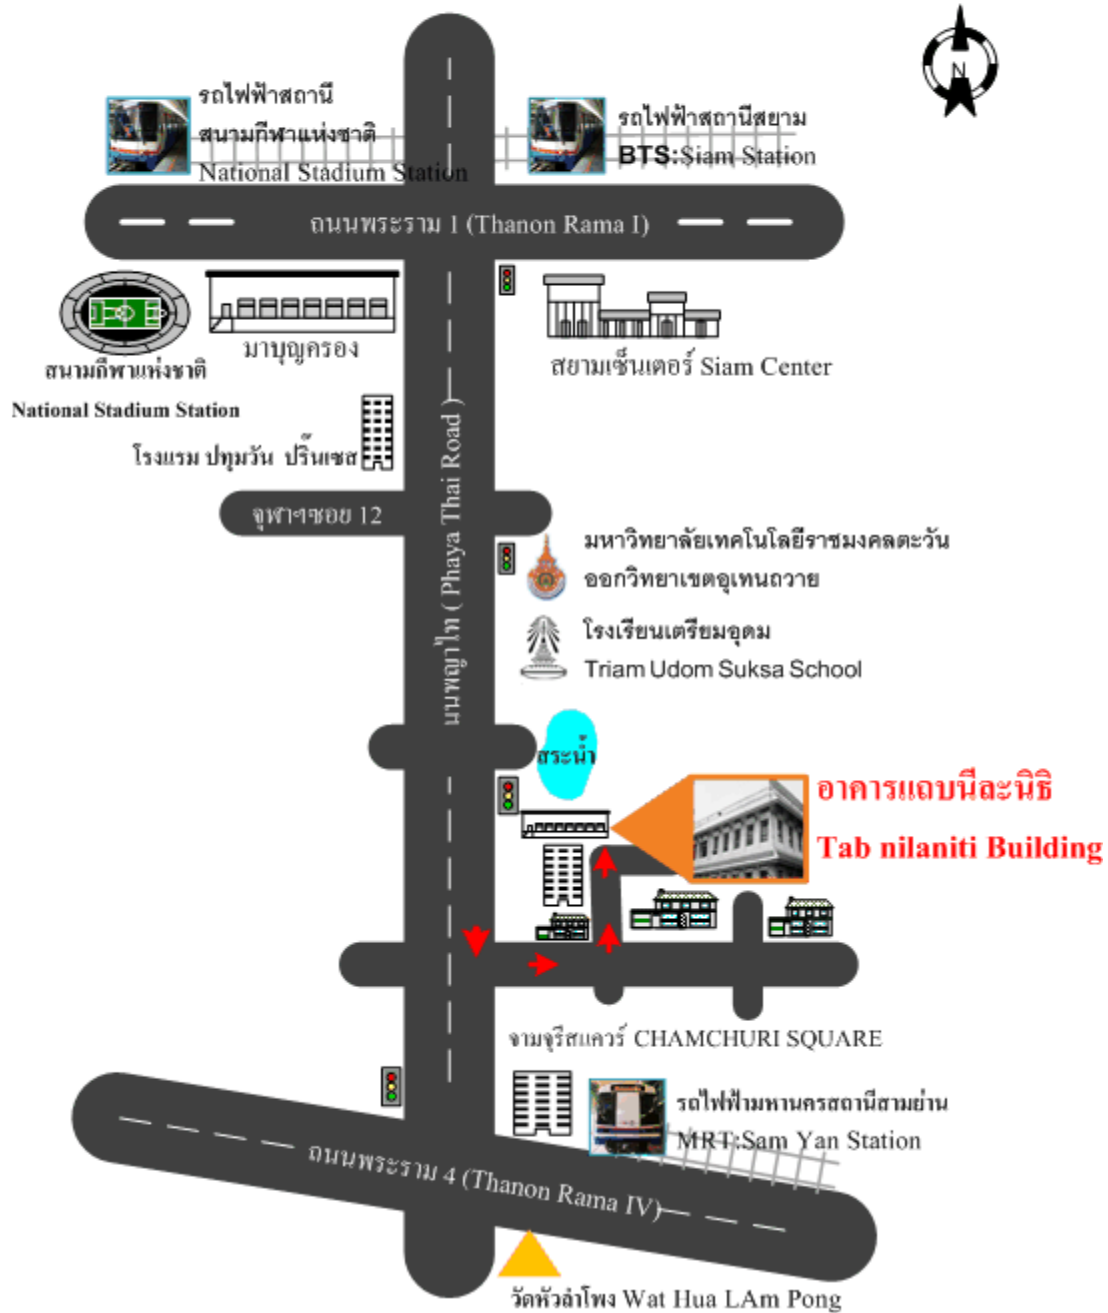 N
รถไฟฟ้าสถานี
สนามกีฬาแห่งชาติ
National Stadium Station
รถไฟฟ้าสถานีสยาม
BTS:Siam Station
ถนนพระราม 1 (Thanon Rama I)
สนามกีฬาแห่งชาติ
National Stadium Station
มาบุญครอง
สยามเซ็นเตอร์ Siam Center
โรงแรม ปทุมวัน ปริ๊นเซส
จุฬาฯซอย 12
นนพญาไท ( Phaya Thai Road )
มหาวิทยาลัยเทคโนโลยีราชมงคลตะวัน
ออกวิทยาเขตอุเทนถวาย
โรงเรียนเตรียมอุดม
Triam Udom Suksa School
สระน้ำ
อาคารแถบนีละนิธิ
Tab nilaniti Building
จามจุรีสแควร์ CHAMCHURI SQUARE
รถไฟฟ้ามหานครสถานีสามย่าน
MRT:Sam Yan Station
ถนนพระราม 4 (Thanon Rama IV)
วัดหัวลำโพง Wat Hua LAm Pong